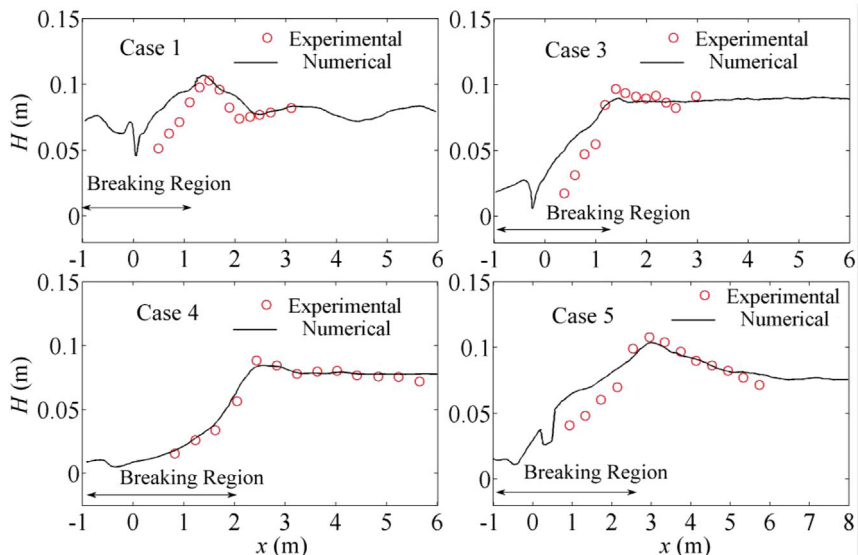 0.15
0.1
0.05
0
H (m)
Case 1
Experimental
Numerical
Breaking Region
-1 0 1 2 3 4 5 6
0.15
0.1
0.05
0
H (m)
Case 3
Experimental
Numerical
Breaking Region
-1 0 1 2 3 4 5 6
0.15
0.1
0.05
0
H (m)
Case 4
Experimental
Numerical
Breaking Region
-1 0 1 2 3 4 5 6
x (m)
0.15
0.1
0.05
0
H (m)
Case 5
Experimental
Numerical
Breaking Region
-1 0 1 2 3 4 5 6 7 8
x (m)